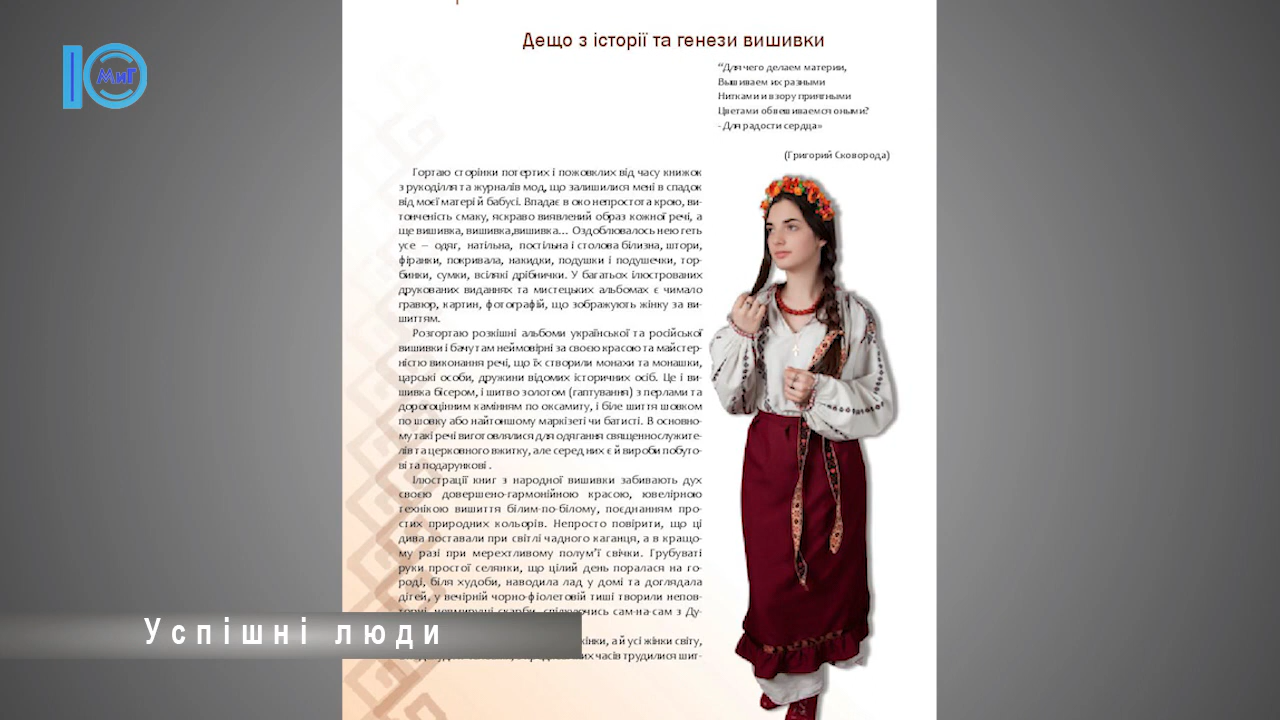 Дещо з історії та генези вишивки
МиГ
“Для чего делаем материи,
Вышиваем их разными
Нитками и взору приятными
Цветами обвешиваемся оными?
- Для радости сердца»
(Григорий Сковорода)
Гортаю сторінки потертих і пожовклих від часу книжок
з рукоділля та журналів мод, що залишилися мені в спадок
від моєї матері й бабусі. Впадає в око непростота крою, ви-
тонченість смаку, яскраво виявлений образ кожної речі, а
ще вишивка, вишивка,вишивка… Оздоблювалось нею геть
усе – одяг, натільна, постільна і столова білизна, штори,
фіранки, покривала, накидки, подушки і подушечки, тор-
бинки, сумки, всілякі дрібнички. У багатьох ілюстрованих
друкованих виданнях та мистецьких альбомах є чимало
гравюр, картин, фотографій, що зображують жінку за ви-
шиттям.
Розгортаю розкішні альбоми української та російської
вишивки і бачу там неймовірні за своєю красою та майстер-
ністю виконання речі, що їх створили монахи та монашки,
царські особи, дружини відомих історичних осіб. Це і ви-
шивка бісером, і шитво золотом (гаптування) з перлами та
дорогоцінним камінням по оксамиту, і біле шиття шовком
по шовку або найтоншому маркізеті чи батисті. В основно-
му такі речі виготовлялися для одягання священнослужите-
лів та церковного вжитку, але серед них є й вироби побуто-
ві та подарункові .
Ілюстрації книг з народної вишивки забивають дух
своєю довершено-гармонійною красою, ювелірною
технікою вишиття білим-по-білому, поєднанням про-
стих природних кольорів. Непросто повірити, що ці
дива поставали при світлі чадного каганця, а в кращо-
му разі при мерехтливому полум’ї свічки. Грубуваті
руки простої селянки, що цілий день поралася на го-
роді, біля худоби, наводила лад у домі та доглядала
дітей, у вечірній чорно-фіолетовій тиші творили непов-
торні, невмирущі скарби, спілкуючись сам-на-сам з Ду-
жінки, а й усі жінки світу,
часів трудилися шит-
Успішні люди